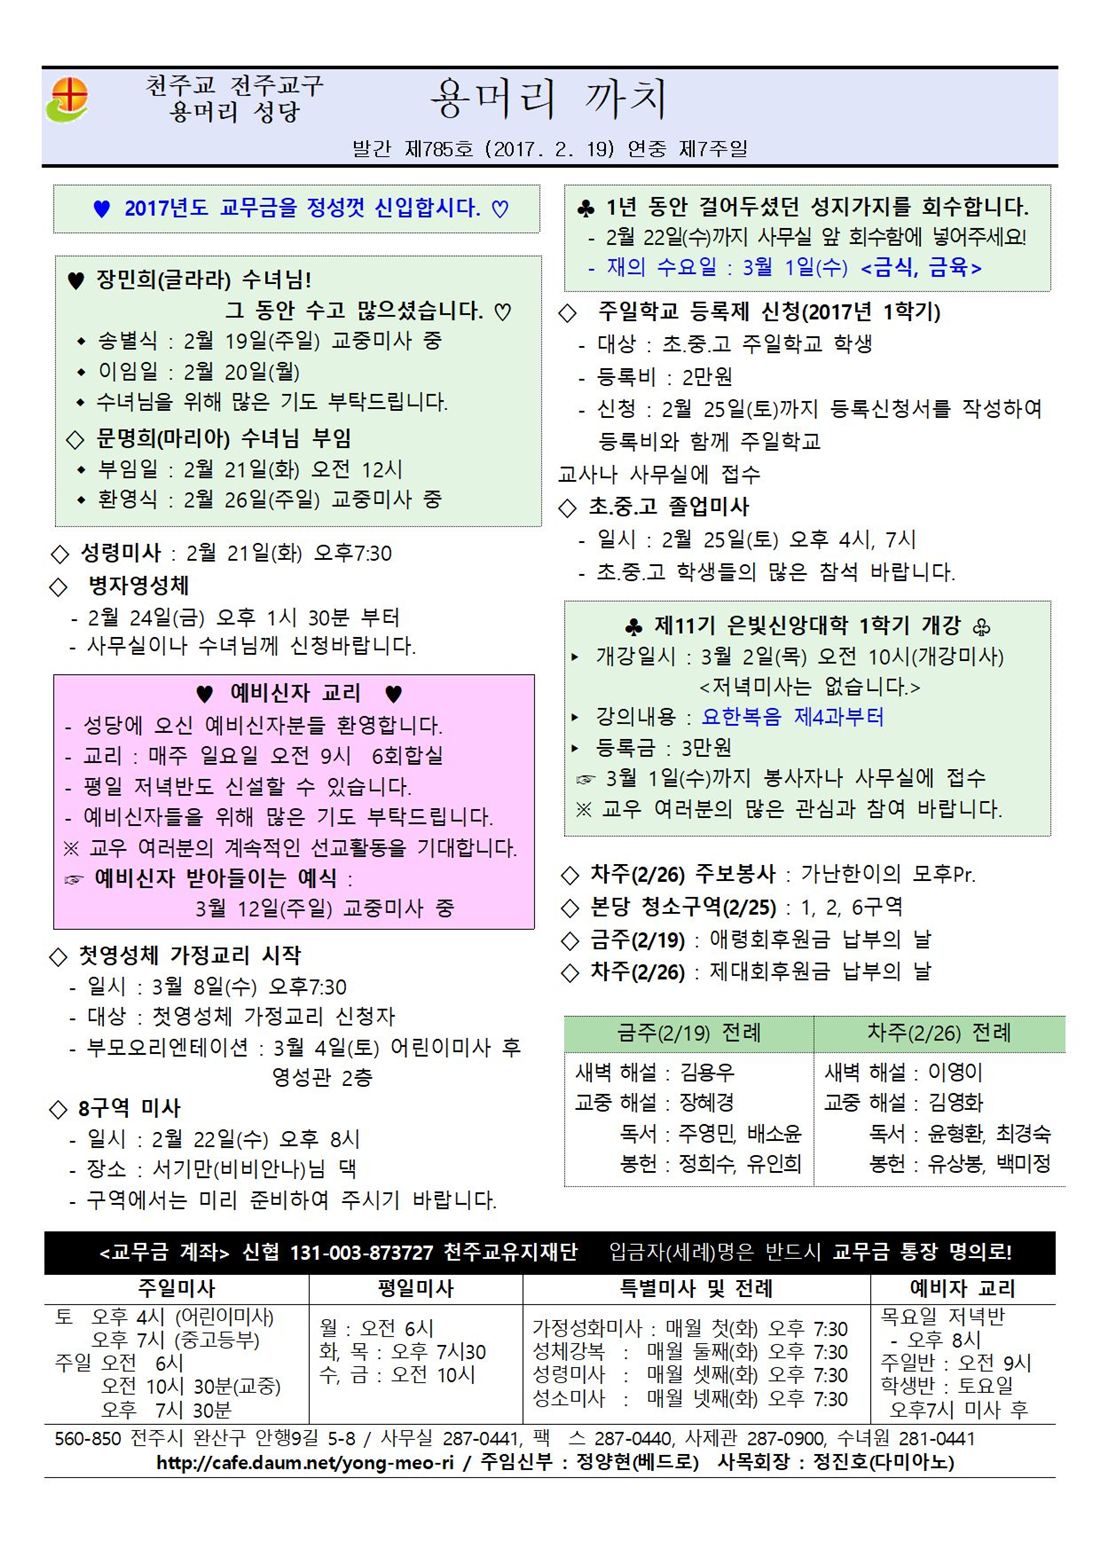 천주교 전주교구
용머리 성당
용머리 까치
발간 제785호 (2017. 2. 19) 연중 제7주일
♥ 2017년도 교무금을 정성껏 신입합시다. ♡
♥ 장민희(글라라) 수녀님!
그 동안 수고 많으셨습니다. ♡
◆ 송별식 : 2월 19일(주일) 교중미사 중
◆ 이임일 : 2월 20일(월)
◆ 수녀님을 위해 많은 기도 부탁드립니다.
◇ 문명희(마리아) 수녀님 부임
◆ 부임일 : 2월 21일(화) 오전 12시
◆ 환영식 : 2월 26일(주일) 교중미사 중
◇ 성령미사 : 2월 21일(화) 오후7:30
◇ 병자영성체
- 2월 24일(금) 오후 1시 30분 부터
- 사무실이나 수녀님께 신청바랍니다.
♥ 예비신자 교리 ♥
- 성당에 오신 예비신자분들 환영합니다.
- 교리 : 매주 일요일 오전 9시 6회합실
- 평일 저녁반도 신설할 수 있습니다.
- 예비신자들을 위해 많은 기도 부탁드립니다.
※ 교우 여러분의 계속적인 선교활동을 기대합니다.
☞ 예비신자 받아들이는 예식 :
3월 12일(주일) 교중미사 중
◇ 첫영성체 가정교리 시작
- 일시 : 3월 8일(수) 오후7:30
- 대상 : 첫영성체 가정교리 신청자
- 부모오리엔테이션 : 3월 4일(토) 어린이미사 후
영성관 2층
◇ 8구역 미사
- 일시 : 2월 22일(수) 오후 8시
- 장소 : 서기만(비비안나)님 댁
- 구역에서는 미리 준비하여 주시기 바랍니다.
♣ 1년 동안 걸어두셨던 성지가지를 회수합니다.
- 2월 22일(수)까지 사무실 앞 회수함에 넣어주세요!
- 재의 수요일 : 3월 1일(수) <금식, 금육>
◇ 주일학교 등록제 신청(2017년 1학기)
- 대상 : 초.중.고 주일학교 학생
- 등록비 : 2만원
- 신청 : 2월 25일(토)까지 등록신청서를 작성하여
등록비와 함께 주일학교
교사나 사무실에 접수
◇ 초.중.고 졸업미사
- 일시 : 2월 25일(토) 오후 4시, 7시
- 초.중.고 학생들의 많은 참석 바랍니다.
♣ 제11기 은빛신앙대학 1학기 개강 ♧
▶ 개강일시 : 3월 2일(목) 오전 10시(개강미사)
<저녁미사는 없습니다.>
▶ 강의내용 : 요한복음 제4과부터
▶ 등록금 : 3만원
☞ 3월 1일(수)까지 봉사자나 사무실에 접수
※ 교우 여러분의 많은 관심과 참여 바랍니다.
◇ 차주(2/26) 주보봉사 : 가난한이의 모후Pr.
◇ 본당 청소구역(2/25) : 1, 2, 6구역
◇ 금주(2/19) : 애령회후원금 납부의 날
◇ 차주(2/26) : 제대회후원금 납부의 날
금주(2/19) 전례
새벽 해설 : 김용우
교중 해설 : 장혜경
독서 : 주영민, 배소윤
봉헌 : 정희수, 유인희
차주(2/26) 전례
새벽 해설 : 이영이
교중 해설 : 김영화
독서 : 윤형환, 최경숙
봉헌 : 유상봉, 백미정
<교무금 계좌> 신협 131-003-873727 천주교유지재단 입금자(세례)명은 반드시 교무금 통장 명의로!
주일미사
토 오후 4시 (어린이미사)
오후 7시 (중고등부)
주일 오전 6시
오전 10시 30분(교중)
오후 7시 30분
평일미사
월 : 오전 6시
화, 목 : 오후 7시30
수, 금 : 오전 10시
특별미사 및 전례
가정성화미사 : 매월 첫(화) 오후 7:30
성체강복 : 매월 둘째(화) 오후 7:30
성령미사 : 매월 셋째(화) 오후 7:30
성소미사 : 매월 넷째(화) 오후 7:30
예비자 교리
목요일 저녁반
- 오후 8시
주일반 : 오전 9시
학생반 : 토요일
오후7시 미사 후
560-850 전주시 완산구 안행9길 5-8 / 사무실 287-0441, 팩 스 287-0440, 사제관 287-0900, 수녀원 281-0441
http://cafe.daum.net/yong-meo-ri / 주임신부 : 정양현(베드로) 사목회장 : 정진호(다미아노)